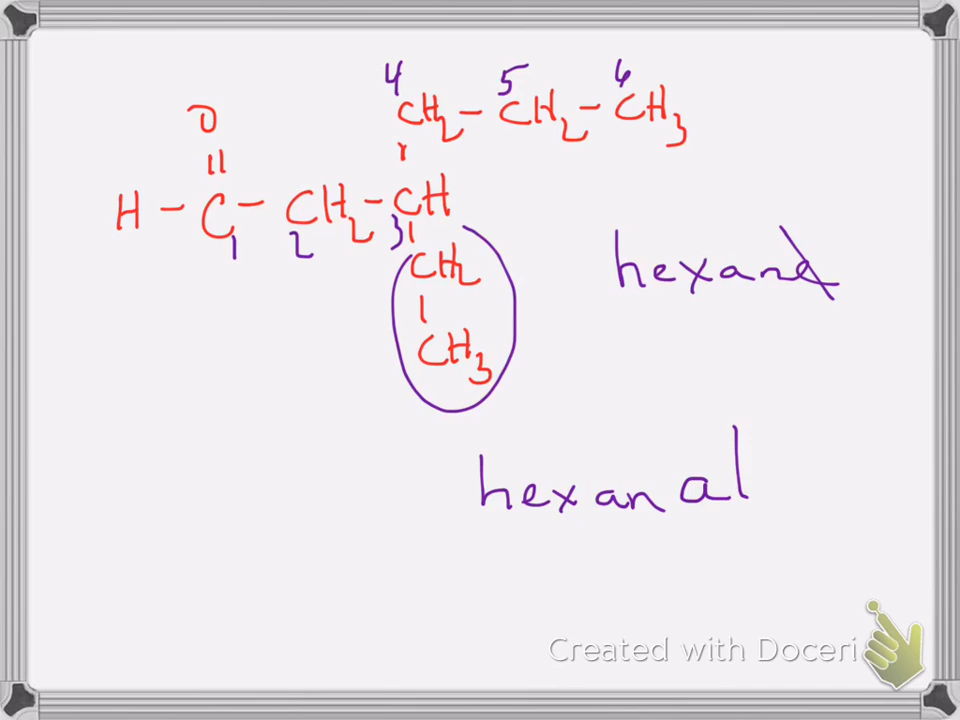 4 5 6
CH2 - CH2 - CH3
O
H - C - CH2 - CH
1 2 3
CH2
CH3
hexane
hexanal
Created with Doceri